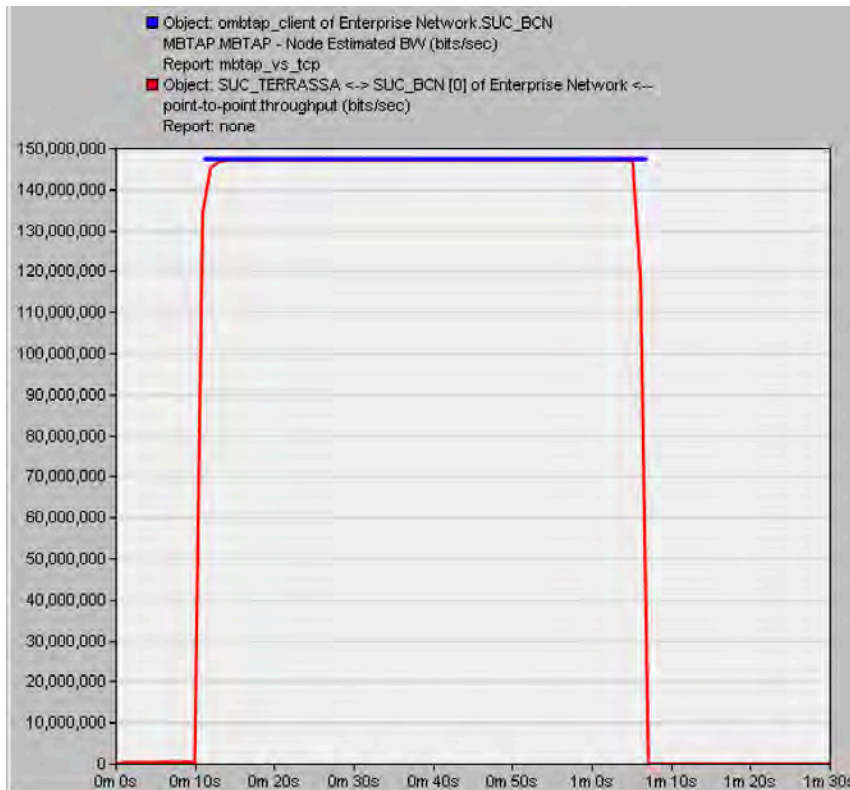 Object: ombtap_client of Enterprise Network.SUC_BCN
MBTAP.MBTAP - Node Estimated BW (bits/sec)
Report: mbtap_vs_tcp
Object: SUC_TERRASSA <-> SUC_BCN [0] of Enterprise Network <--
point-to-point.throughput (bits/sec)
Report: none
150,000,000
140,000,000
130,000,000
120,000,000
110,000,000
100,000,000
90,000,000
80,000,000
70,000,000
60,000,000
50,000,000
40,000,000
30,000,000
20,000,000
10,000,000
0
0m 0s 0m 10s 0m 20s 0m 30s 0m 40s 0m 50s 1m 0s 1m 10s 1m 20s 1m 30s